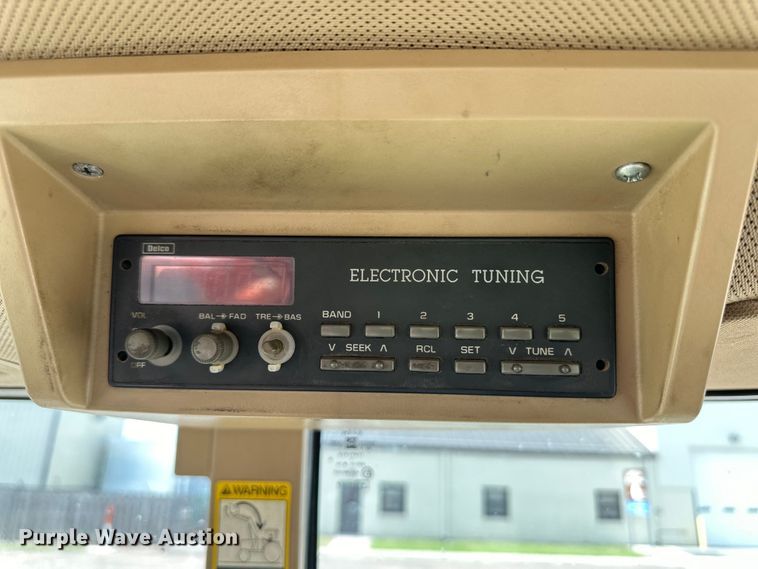 Delco
ELECTRONIC TUNING
VOL
BAL FAD
TRE BAS
BAND 1 2 3 4 5
OFF
V SEEK Λ RCL SET V TUNE Λ
WARNING
Purple Wave Auction